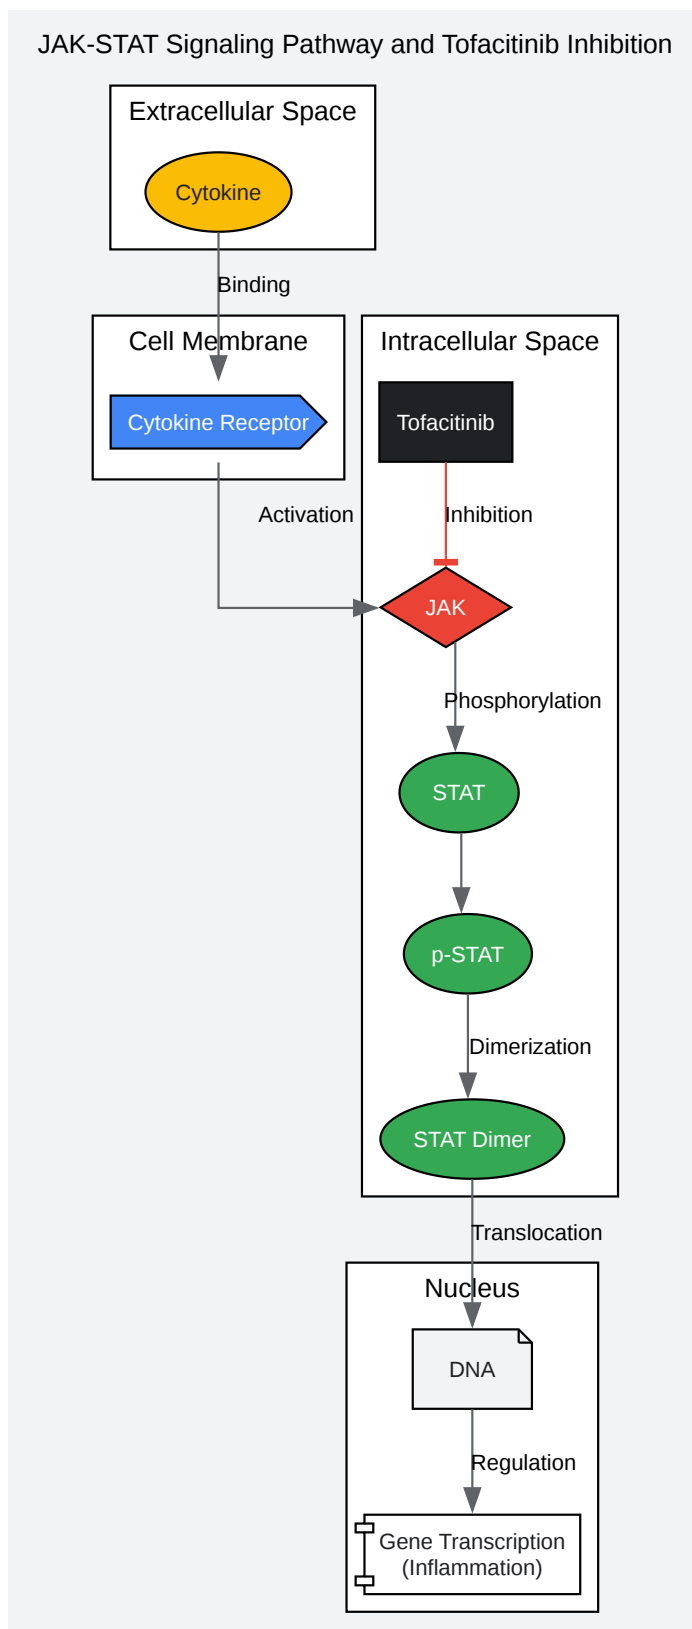 JAK-STAT Signaling Pathway and Tofacitinib Inhibition
Extracellular Space
Cytokine
Binding
Cell Membrane
Intracellular Space
Cytokine Receptor
Tofacitinib
Activation
Inhibition
JAK
Phosphorylation
STAT
p-STAT
Dimerization
STAT Dimer
Translocation
Nucleus
DNA
Regulation
Gene Transcription
(Inflammation)